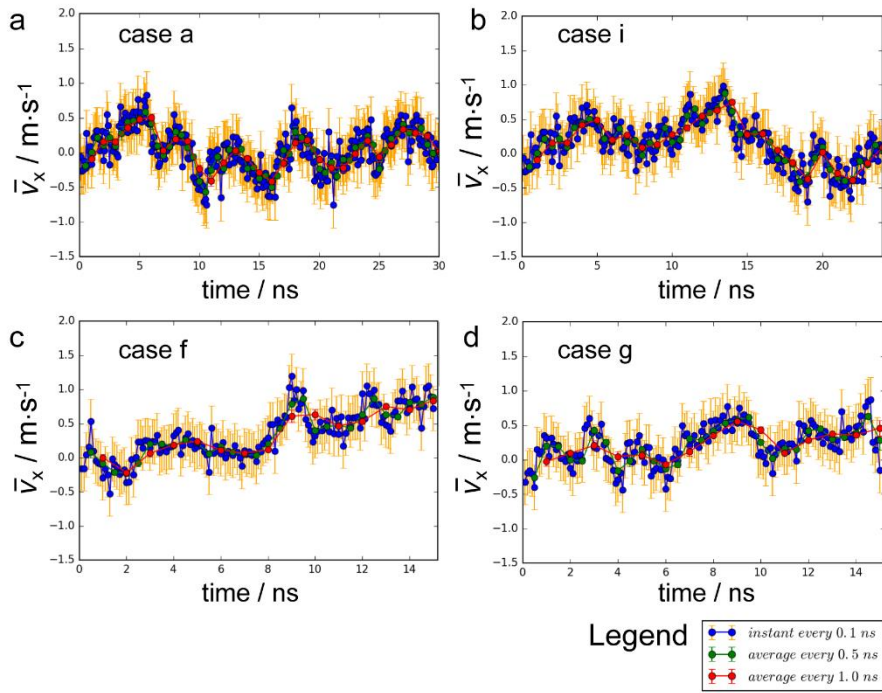 a
case a
2.0
1.5
1.0
0.5
0.0
−0.5
−1.0
−1.5
v̄ₓ / m·s⁻¹
0 5 10 15 20 25 30
time / ns
b
case i
2.0
1.5
1.0
0.5
0.0
−0.5
−1.0
−1.5
v̄ₓ / m·s⁻¹
0 5 10 15 20
time / ns
c
case f
2.0
1.5
1.0
0.5
0.0
−0.5
−1.0
−1.5
v̄ₓ / m·s⁻¹
0 2 4 6 8 10 12 14
time / ns
d
case g
2.0
1.5
1.0
0.5
0.0
−0.5
−1.0
−1.5
v̄ₓ / m·s⁻¹
0 2 4 6 8 10 12 14
time / ns
Legend
instant every 0.1 ns
average every 0.5 ns
average every 1.0 ns